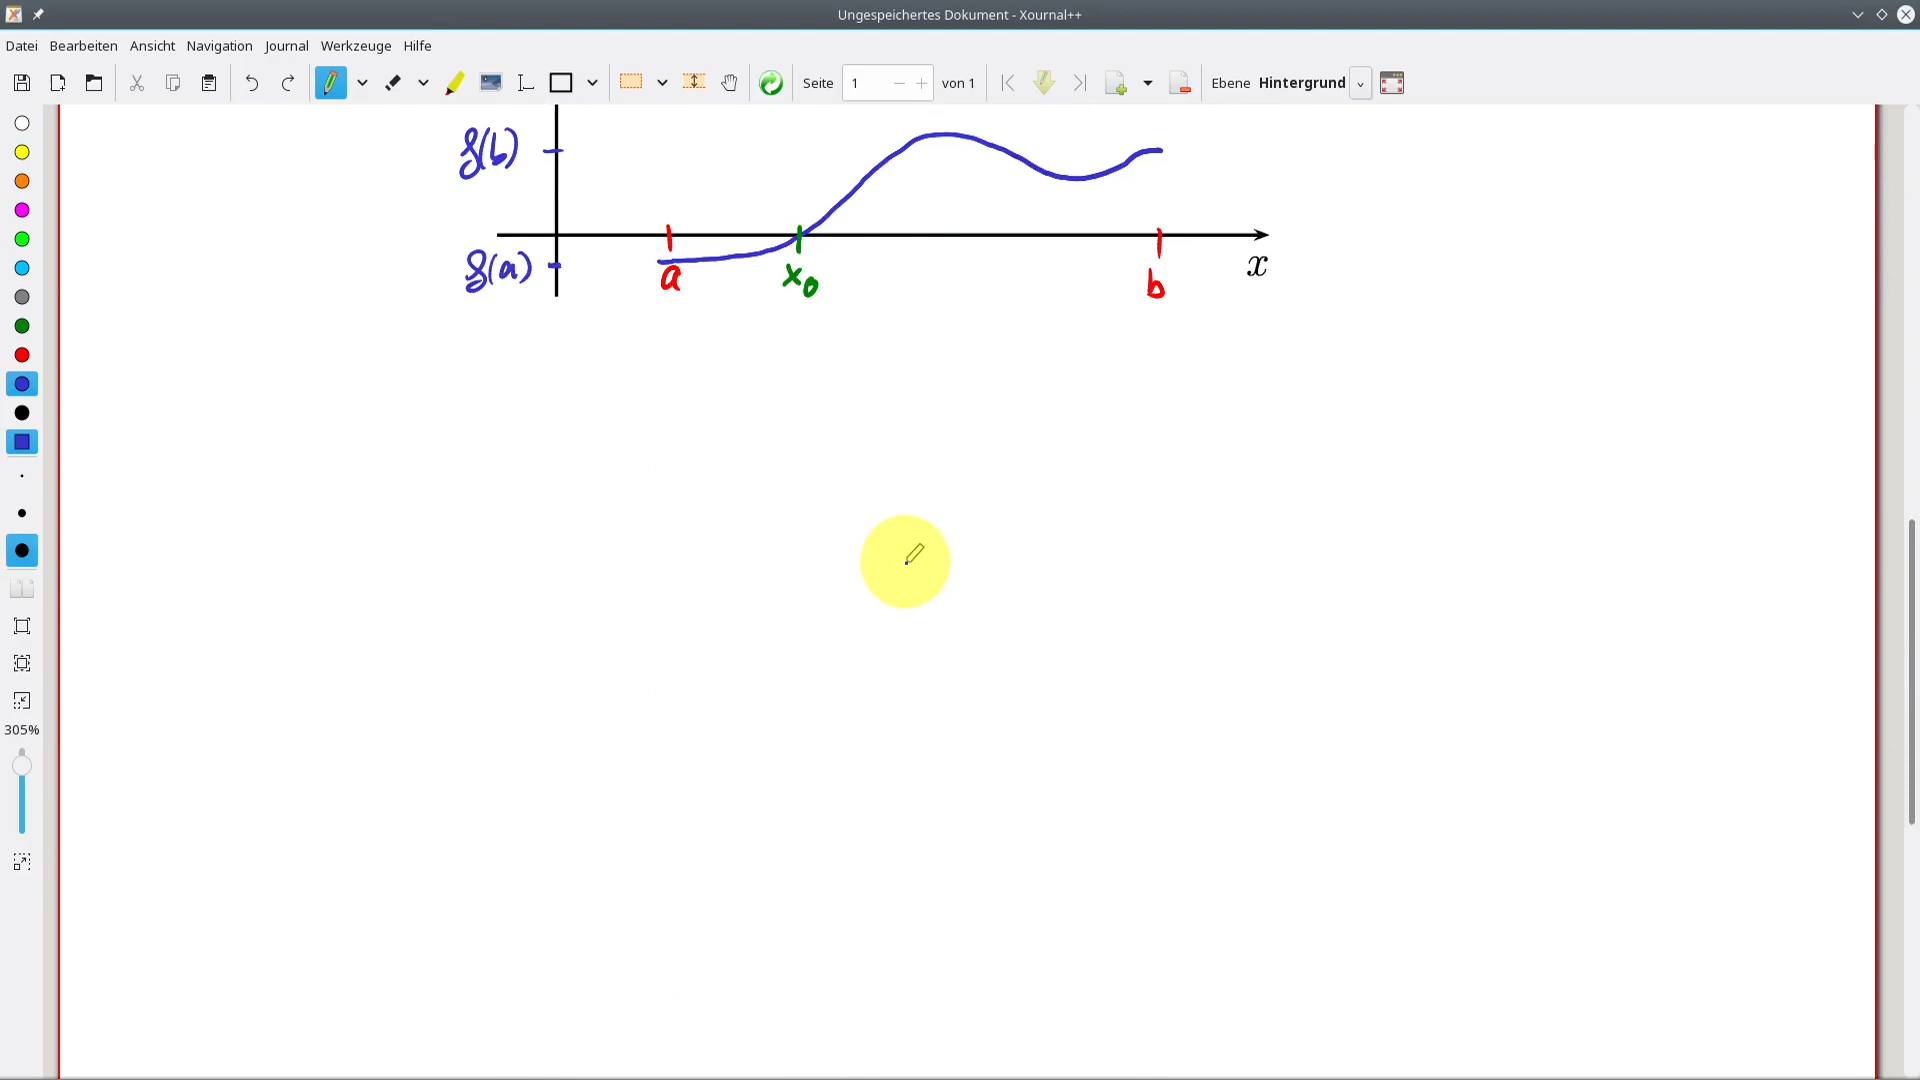 Ungespeichertes Dokument - Xournal++
Datei Bearbeiten Ansicht Navigation Journal Werkzeuge Hilfe
Seite 1 von 1 Ebene Hintergrund
f(b)
f(a)
a
x₀
b
x
305%